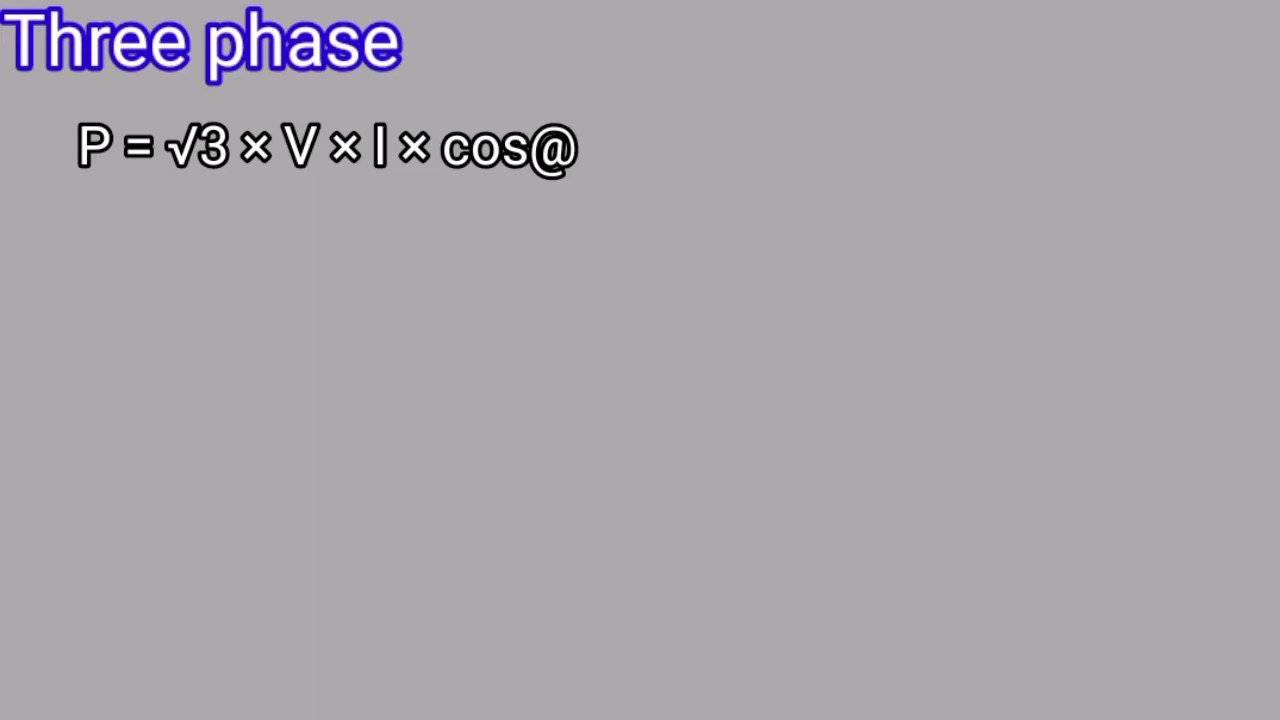 Three phase
P = √3 × V × I × cos@